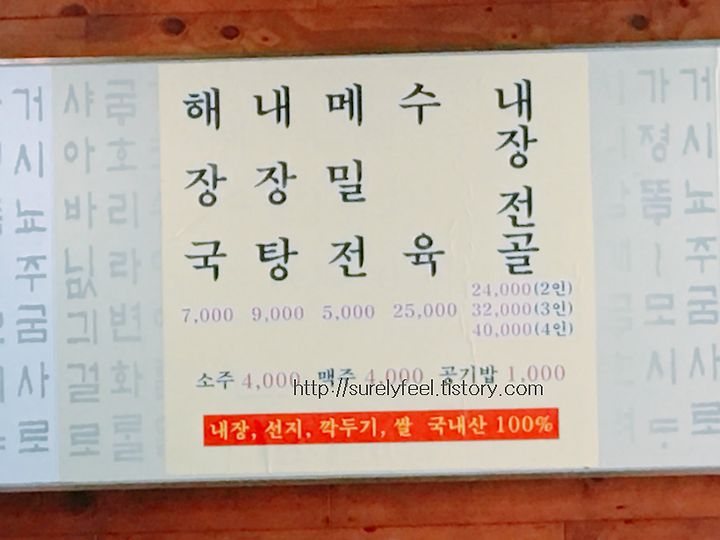 해장국
7,000
내장탕
9,000
메밀전
5,000
수육
25,000
내장전골
24,000(2인)
32,000(3인)
40,000(4인)
소주 4,000 맥주 4,000 공기밥 1,000
http://surelyfeel.tistory.com
내장, 선지, 깍두기, 쌀 국내산 100%